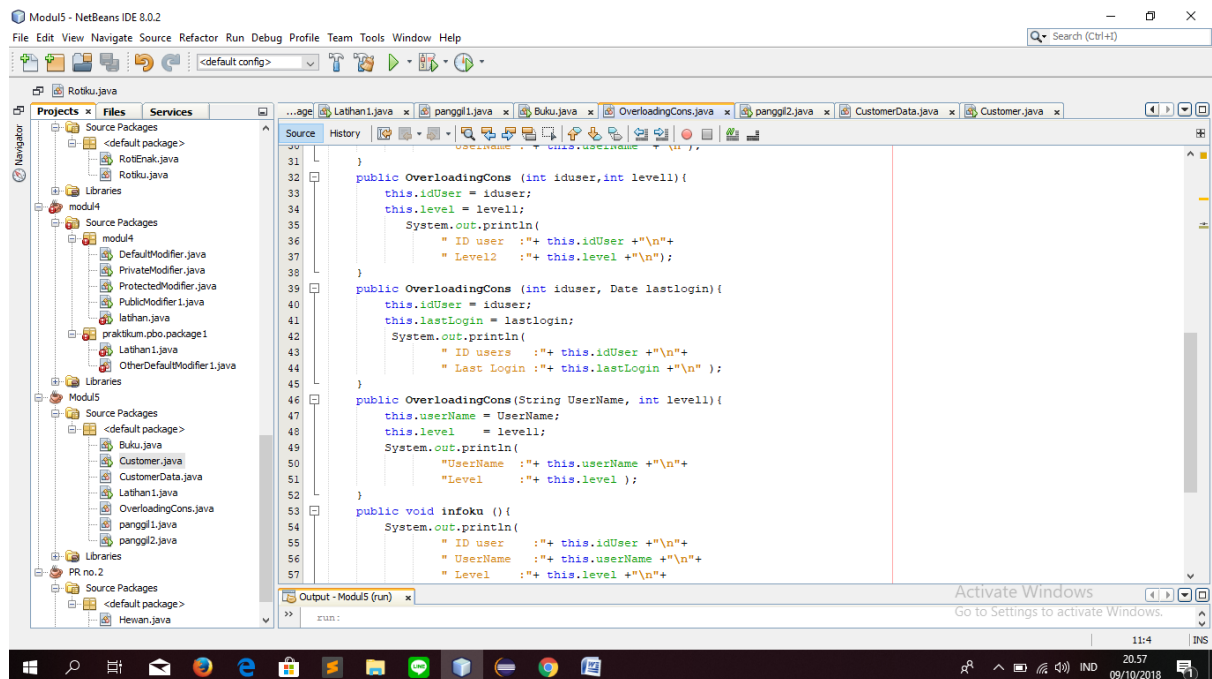 Modul5 - NetBeans IDE 8.0.2
File Edit View Navigate Source Refactor Run Debug Profile Team Tools Window Help
Search (Ctrl+I)
<default config>
Rotiku.java
Projects Files Services
...age Latihan1.java panggil1.java Buku.java OverloadingCons.java panggil2.java CustomerData.java Customer.java
Navigator
Source Packages
<default package>
RotiEnak.java
Rotiku.java
Libraries
modul4
Source Packages
modul4
DefaultModifier.java
PrivateModifier.java
ProtectedModifier.java
PublicModifier1.java
latihan.java
praktikum.pbo.package1
Latihan1.java
OtherDefaultModifier1.java
Libraries
Modul5
Source Packages
<default package>
Buku.java
Customer.java
CustomerData.java
Latihan1.java
OverloadingCons.java
panggil1.java
panggil2.java
Libraries
PR no.2
Source Packages
<default package>
Hewan.java
Source History
30 UserName : "+ this.userName + "\n");
31 }
32 public OverloadingCons (int iduser,int level1){
33 this.idUser = iduser;
34 this.level = level1;
35 System.out.println(
36 " ID user :"+ this.idUser +"\n"+
37 " Level2 :"+ this.level +"\n");
38 }
39 public OverloadingCons (int iduser, Date lastlogin){
40 this.idUser = iduser;
41 this.lastLogin = lastlogin;
42 System.out.println(
43 " ID users :"+ this.idUser +"\n"+
44 " Last Login :"+ this.lastLogin +"\n" );
45 }
46 public OverloadingCons(String UserName, int level1){
47 this.userName = UserName;
48 this.level = level1;
49 System.out.println(
50 "UserName :"+ this.userName +"\n"+
51 "Level :"+ this.level );
52 }
53 public void infoku (){
54 System.out.println(
55 " ID user :"+ this.idUser +"\n"+
56 " UserName :"+ this.userName +"\n"+
57 " Level :"+ this.level +"\n"+
Output - Modul5 (run)
run:
Activate Windows
Go to Settings to activate Windows.
11:4 INS
IND
20.57
09/10/2018